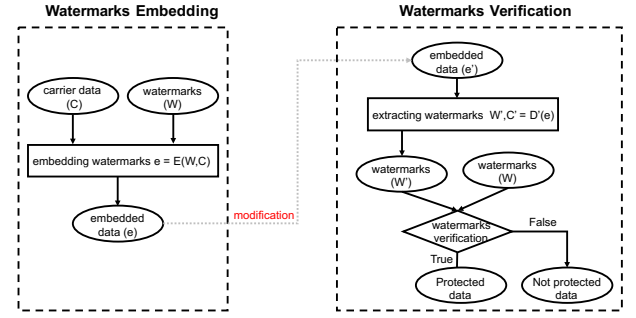 Watermarks Embedding
carrier data
(C)
watermarks
(W)
embedding watermarks e = E(W,C)
embedded
data (e)
modification
Watermarks Verification
embedded
data (e')
extracting watermarks W',C' = D'(e)
watermarks
(W')
watermarks
(W)
watermarks
verification
False
True
Protected
data
Not protected
data